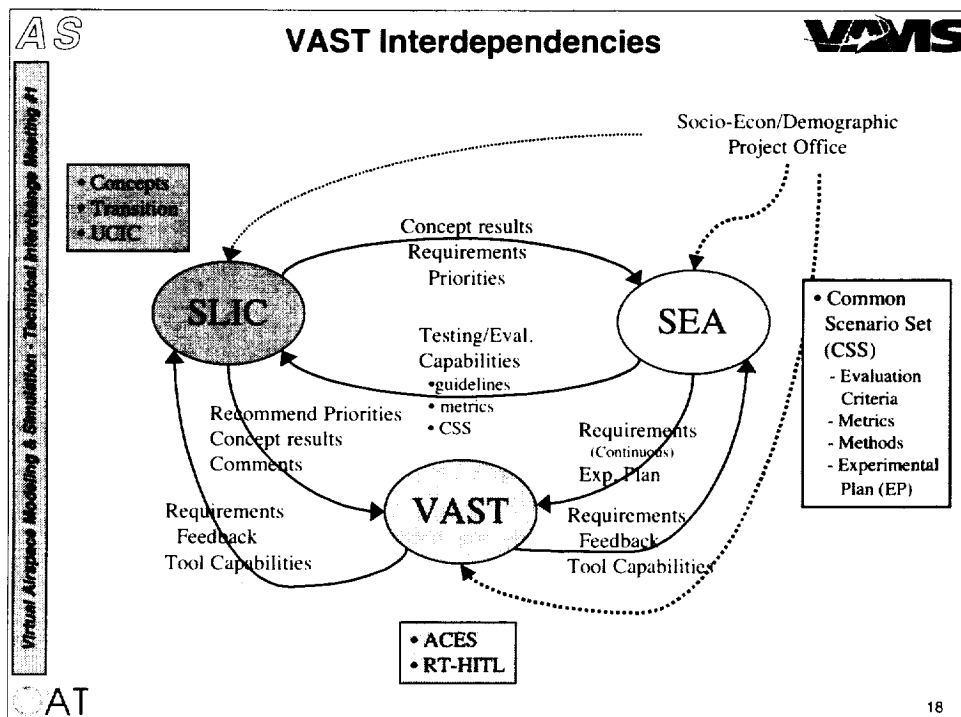 AS
VAST Interdependencies
VAMS
Virtual Airspace Modeling & Simulation - Technical Interchange Meeting #1
Socio-Econ/Demographic
Project Office
• Concepts
• Transition
• UCIC
Concept results
Requirements
Priorities
SLIC
SEA
Testing/Eval.
Capabilities
•guidelines
• metrics
• CSS
• Common
Scenario Set
(CSS)
- Evaluation
Criteria
- Metrics
- Methods
- Experimental
Plan (EP)
Recommend Priorities
Concept results
Comments
Requirements
(Continuous)
Exp. Plan
VAST
Requirements
Feedback
Tool Capabilities
Requirements
Feedback
Tool Capabilities
• ACES
• RT-HITL
AT
18